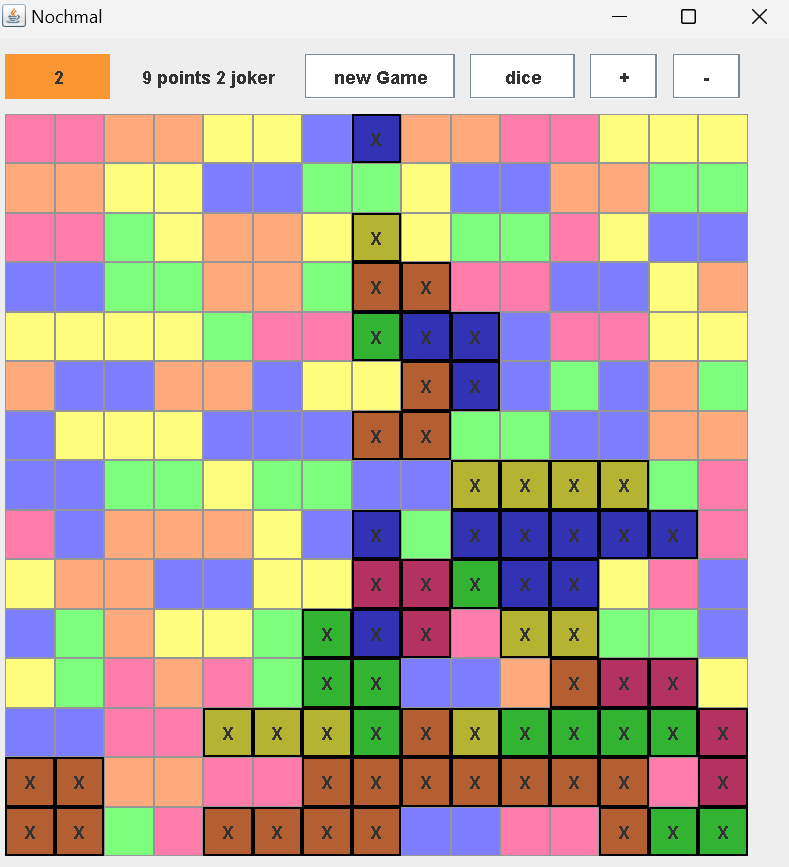 Nochmal
2 9 points 2 joker new Game dice + -
X
X
X X
X X X
X X
X X
X X X X
X X X X X X
X X X X X
X X X X X
X X X X X
X X X X X X X X X X X
X X X X X X X X X X
X X X X X X X X X